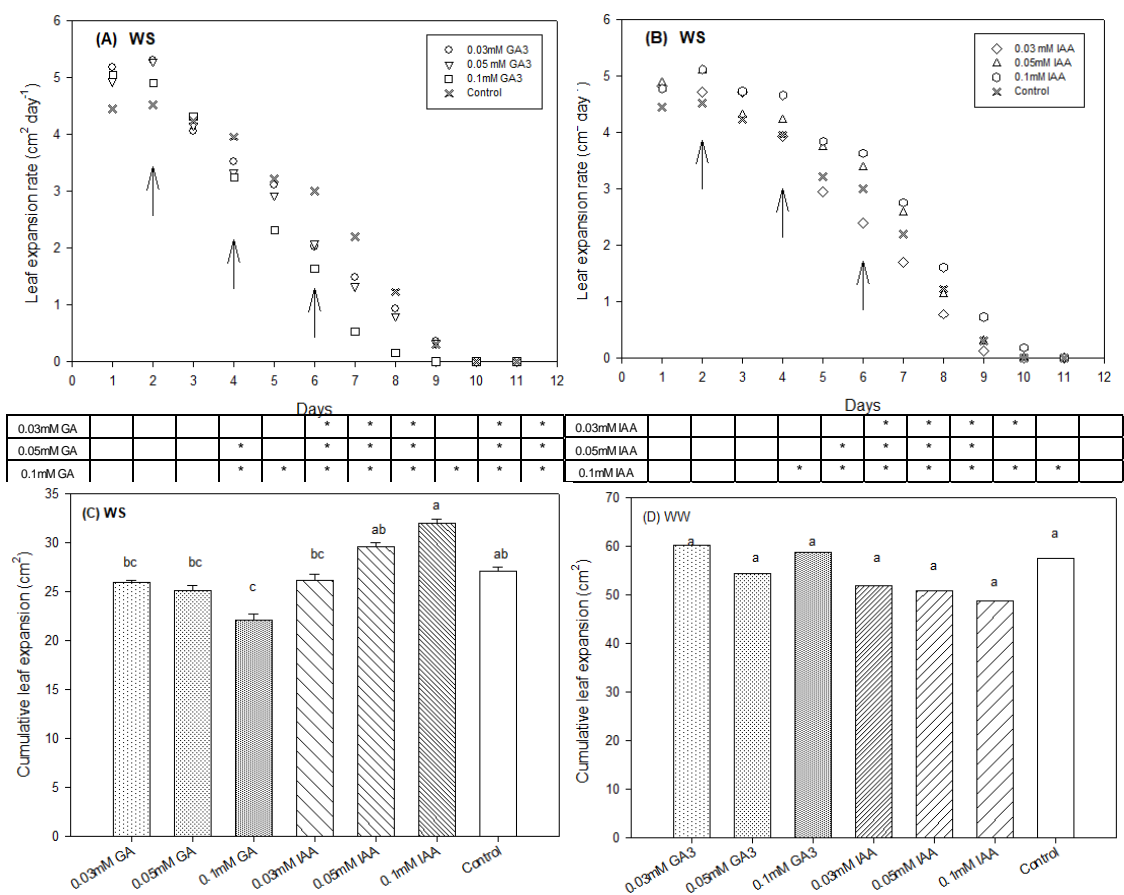 (A) WS
0.03mM GA3
0.05 mM GA3
0.1mM GA3
Control
Leaf expansion rate (cm2 day-1)
6
5
4
3
2
1
0
0 1 2 3 4 5 6 7 8 9 10 11 12
Days
(B) WS
0.03 mM IAA
0.05mM IAA
0.1mM IAA
Control
Leaf expansion rate (cm- day-)
6
5
4
3
2
1
0
0 1 2 3 4 5 6 7 8 9 10 11 12
Days
0.03mM GA * * * * *
0.05mM GA * * * * * *
0.1mM GA * * * * * * * *
0.03mM IAA * * * *
0.05mM IAA * * * *
0.1mM IAA * * * * * * *
(C) WS
Cumulative leaf expansion (cm2)
35
30
25
20
15
10
5
0
bc bc c bc ab a ab
0.03mM GA 0.05mM GA 0.1mM GA 0.03mM IAA 0.05mM IAA 0.1mM IAA Control
(D) WW
Cumulative leaf expansion (cm2)
70
60
50
40
30
20
10
0
a a a a a a a
0.03mM GA3 0.05mM GA3 0.1mM GA3 0.03mM IAA 0.05mM IAA 0.1mM IAA Control